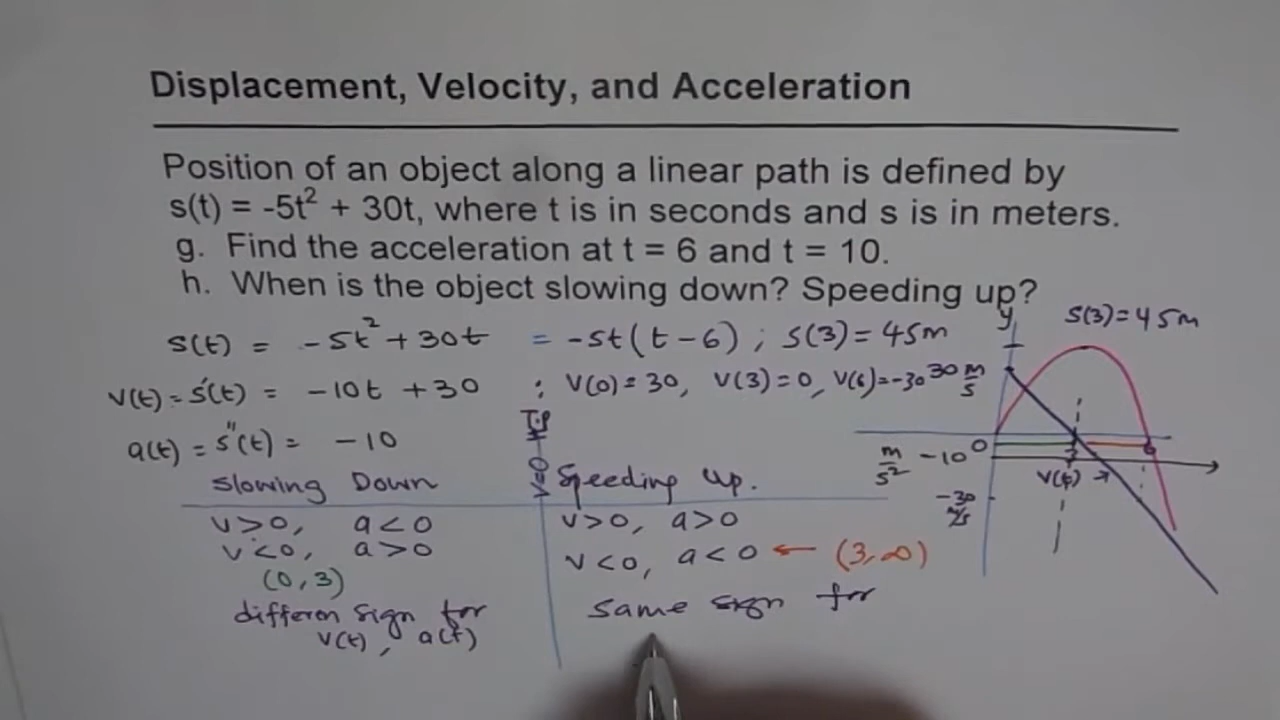 Displacement, Velocity, and Acceleration
Position of an object along a linear path is defined by
s(t) = -5t² + 30t, where t is in seconds and s is in meters.
g. Find the acceleration at t = 6 and t = 10.
h. When is the object slowing down? Speeding up?
s(t) = -5t² + 30t = -5t(t-6) ; s(3) = 45m
v(t) = s'(t) = -10t + 30 ; v(0) = 30, v(3) = 0, v(6) = -30
a(t) = s"(t) = -10
Slowing Down
v>0, a<0
v<0, a>0
(0,3)
differen sign for
v(t), a(t)
v=0
Speeding up.
v>0, a>0
v<0, a<0 ← (3,∞)
same sign for
y
s(3) = 45m
30 m/s
0
3
6
m/s² -10
v(t) →
-30 m/s